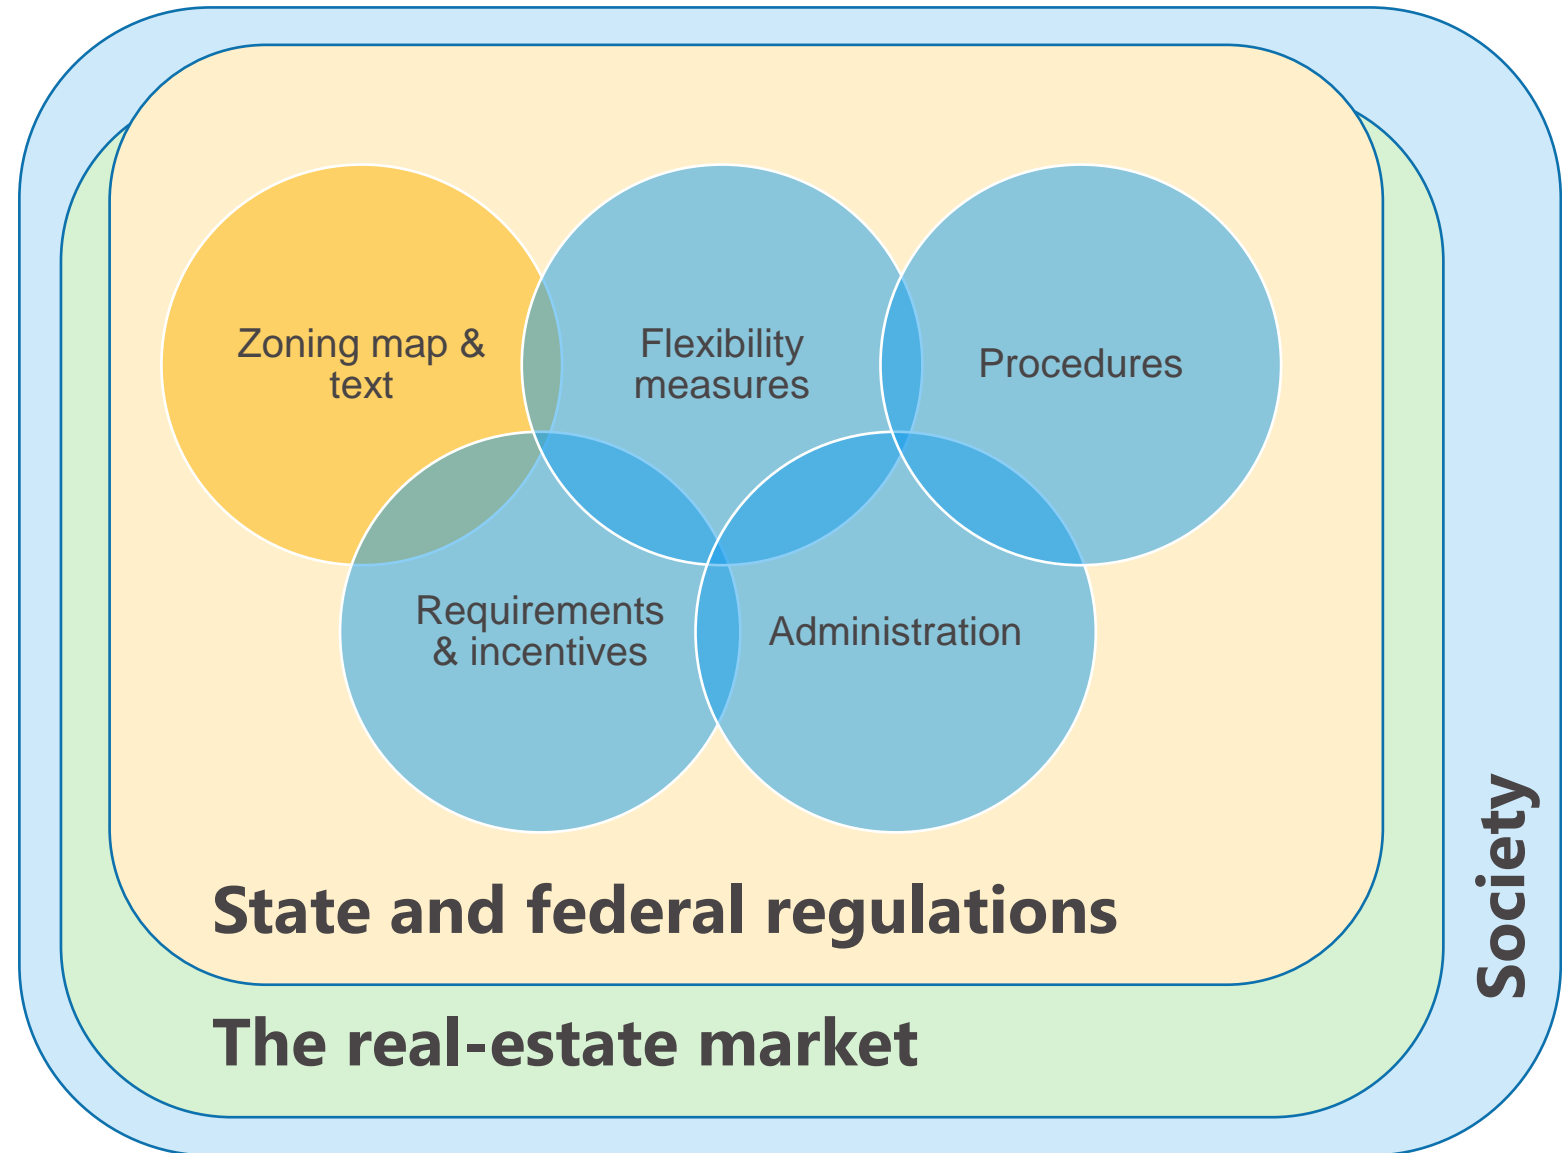 Zoning map &
text
Flexibility
measures
Procedures
Requirements
& incentives
Administration
State and federal regulations
The real-estate market
Society